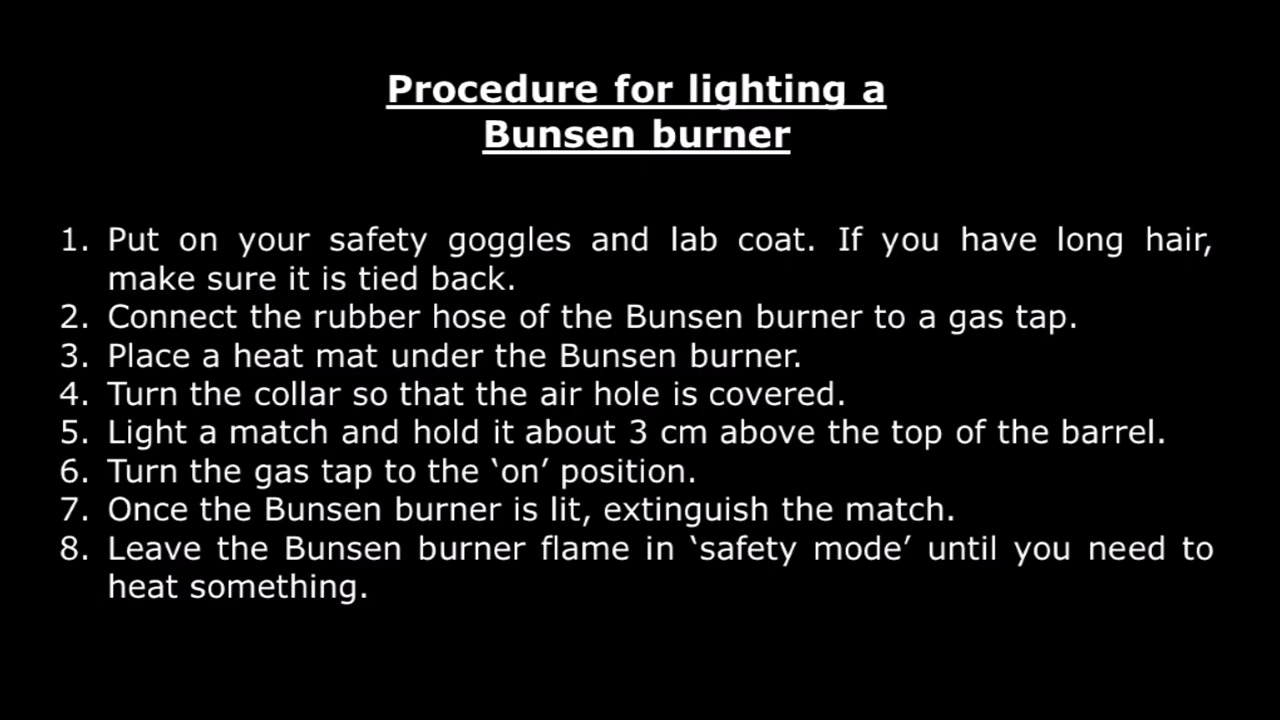 Procedure for lighting a
Bunsen burner
1. Put on your safety goggles and lab coat. If you have long hair,
make sure it is tied back.
2. Connect the rubber hose of the Bunsen burner to a gas tap.
3. Place a heat mat under the Bunsen burner.
4. Turn the collar so that the air hole is covered.
5. Light a match and hold it about 3 cm above the top of the barrel.
6. Turn the gas tap to the ‘on’ position.
7. Once the Bunsen burner is lit, extinguish the match.
8. Leave the Bunsen burner flame in ‘safety mode’ until you need to
heat something.